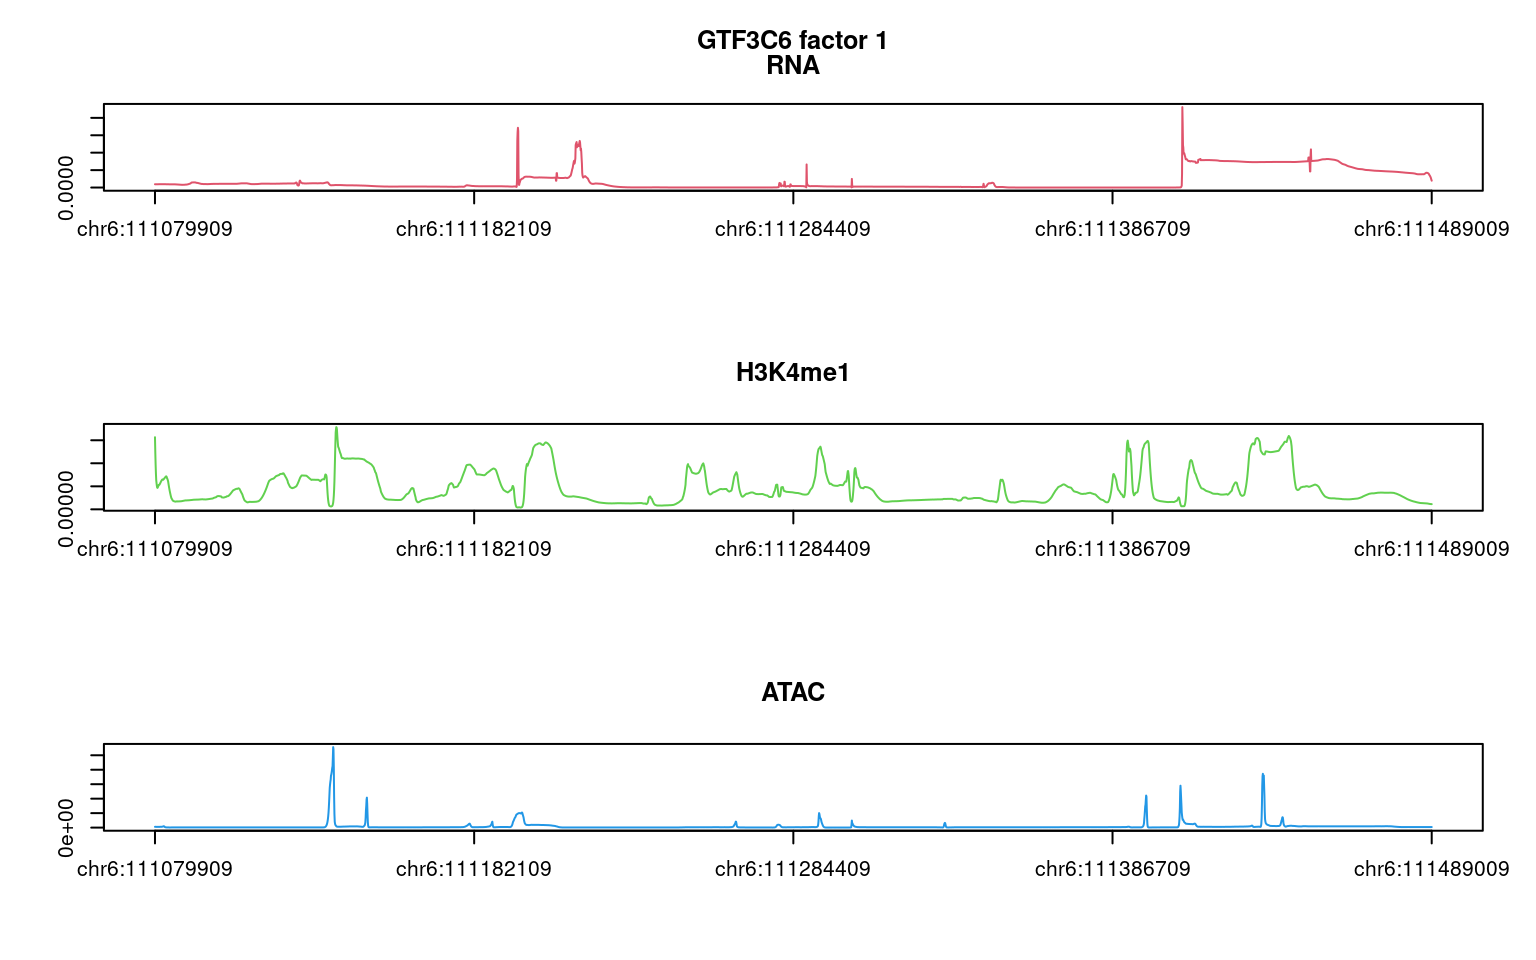 GTF3C6 factor 1
RNA
0.0000
chr6:111079909 chr6:111182109 chr6:111284409 chr6:111386709 chr6:111489009
H3K4me1
0.00000
chr6:111079909 chr6:111182109 chr6:111284409 chr6:111386709 chr6:111489009
ATAC
0e+00
chr6:111079909 chr6:111182109 chr6:111284409 chr6:111386709 chr6:111489009